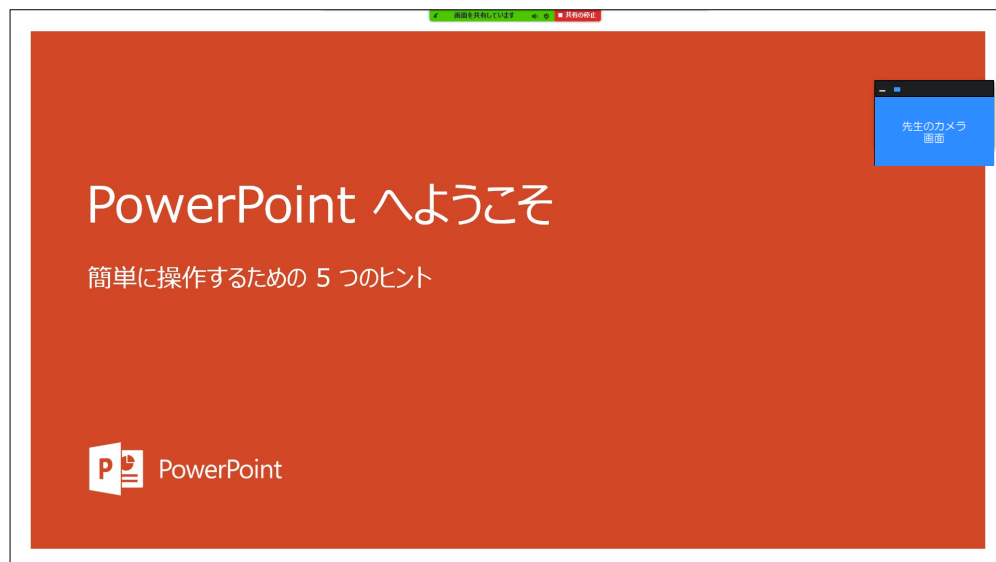 画面を共有しています
共有の停止
先生のカメラ
画面
PowerPoint へようこそ
簡単に操作するための 5 つのヒント
P
PowerPoint